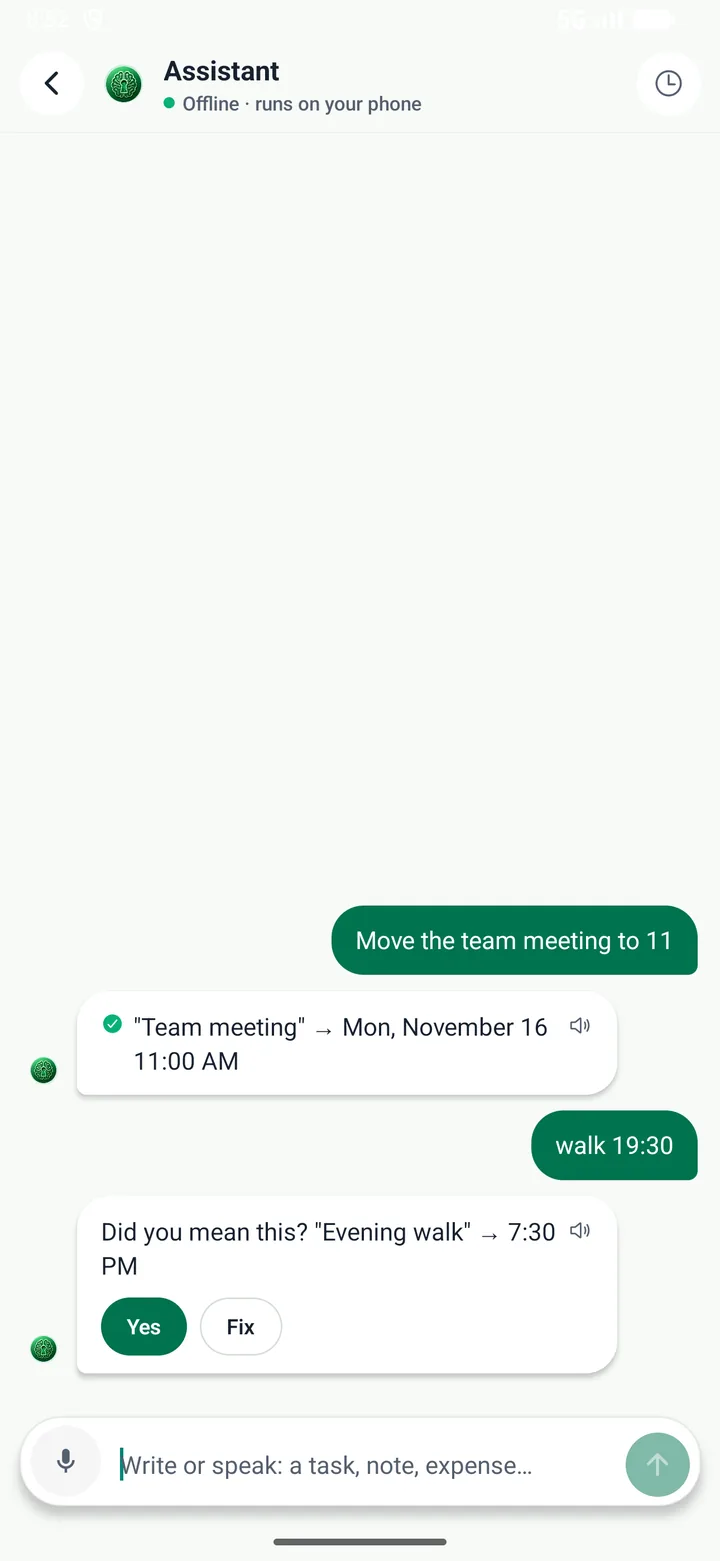 Assistant
Offline · runs on your phone
Move the team meeting to 11
"Team meeting" → Mon, November 16
11:00 AM
walk 19:30
Did you mean this? "Evening walk" → 7:30
PM
Yes
Fix
Write or speak: a task, note, expense…